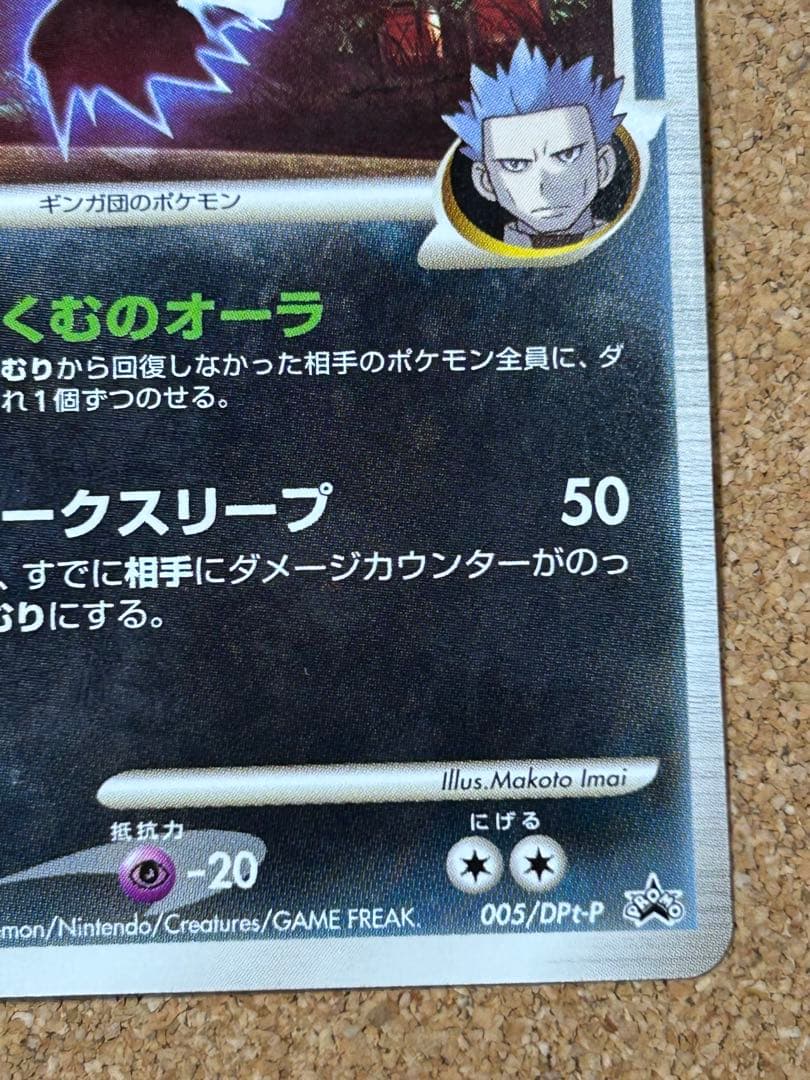 ギンガ団のポケモン
くむのオーラ
むりから回復しなかった相手のポケモン全員に、ダ
れ1個ずつのせる。
ークスリープ 50
、すでに相手にダメージカウンターがのっ
むりにする。
Illus.Makoto Imai
抵抗力 にげる
-20
005/DPt-P PROMO
mon/Nintendo/Creatures/GAME FREAK.